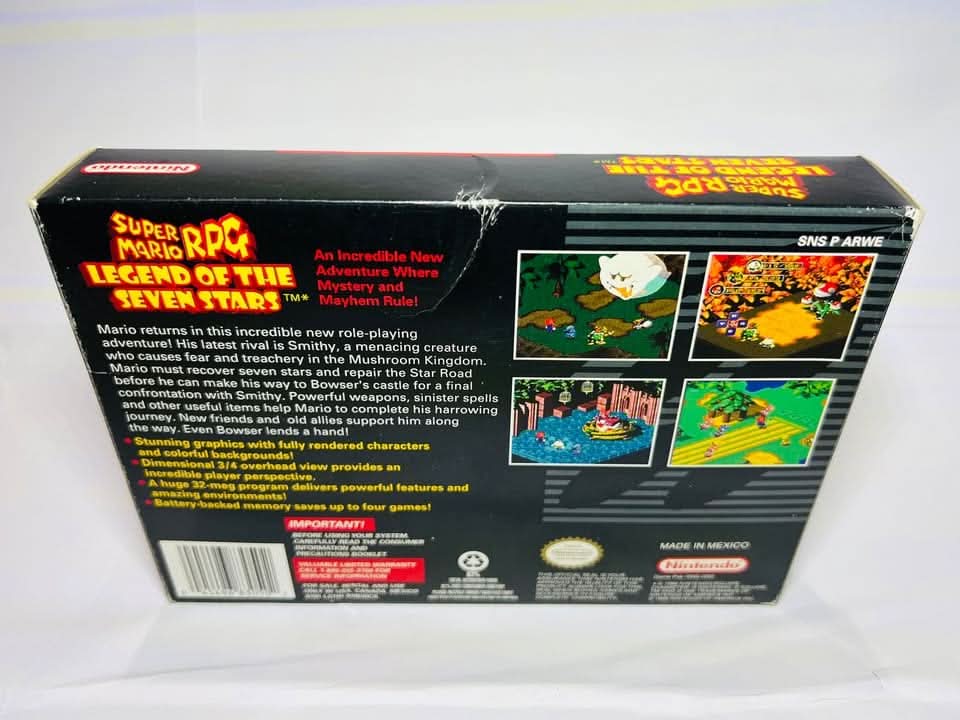 Nintendo
SUPER
MARIO RPG
LEGEND OF THE
SEVEN STARS™*
SUPER
MARIO RPG
LEGEND OF THE
SEVEN STARS™*
An Incredible New
Adventure Where
Mystery and
Mayhem Rule!
SNS P ARWE
Mario returns in this incredible new role-playing
adventure! His latest rival is Smithy, a menacing creature
who causes fear and treachery in the Mushroom Kingdom.
Mario must recover seven stars and repair the Star Road
before he can make his way to Bowser's castle for a final
confrontation with Smithy. Powerful weapons, sinister spells
and other useful items help Mario to complete his harrowing
journey. New friends and old allies support him along
the way. Even Bowser lends a hand!
• Stunning graphics with fully rendered characters
and colorful backgrounds!
• Dimensional 3/4 overhead view provides an
incredible player perspective.
• A huge 32-meg program delivers powerful features and
amazing environments!
• Battery-backed memory saves up to four games!
IMPORTANT!
BEFORE USING YOUR SYSTEM,
CAREFULLY READ THE CONSUMER
INFORMATION AND
PRECAUTIONS BOOKLET
VALUABLE LIMITED WARRANTY
CALL FOR
SERVICE INFORMATION
FOR SALE, RENTAL AND USE
ONLY IN USA, CANADA, MEXICO
AND LATIN AMERICA
MADE IN MEXICO
Nintendo